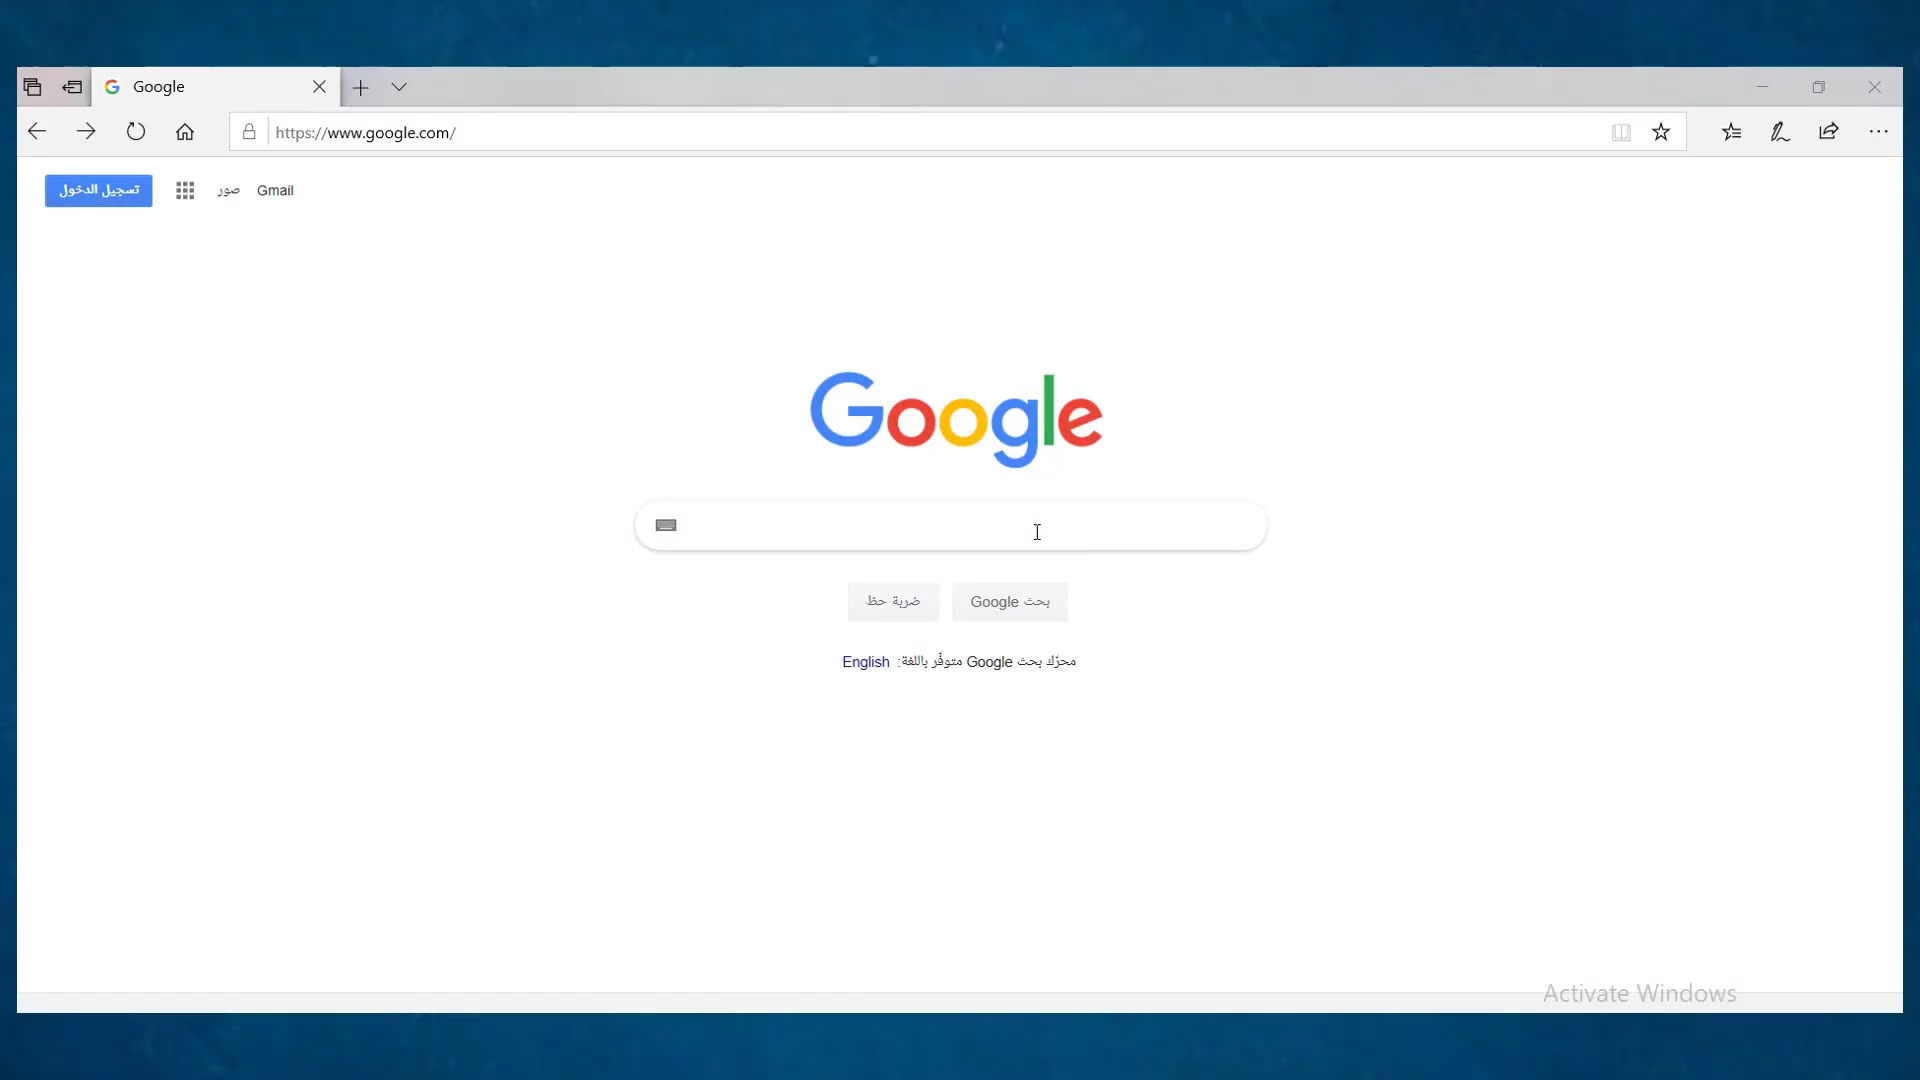 Google
https://www.google.com/
تسجيل الدخول
صور
Gmail
Google
بحث Google
ضربة حظ
محرّك بحث Google متوفّر باللغة: English
Activate Windows